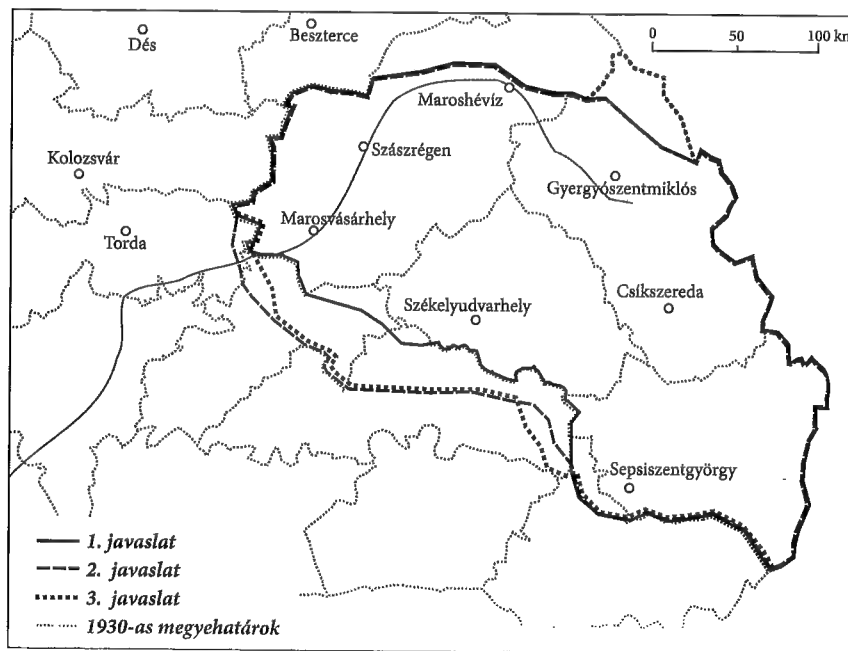 Dés
Beszterce
0 50 100 km
Maroshévíz
Szászrégen
Kolozsvár
Gyergyószentmiklós
Marosvásárhely
Torda
Székelyudvarhely
Csíkszereda
Sepsiszentgyörgy
1. javaslat
2. javaslat
3. javaslat
1930-as megyehatárok